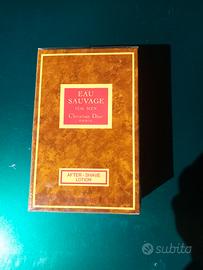 EAU
SAUVAGE
FOR MEN
Christian Dior
PARIS
AFTER-SHAVE
LOTION
subito